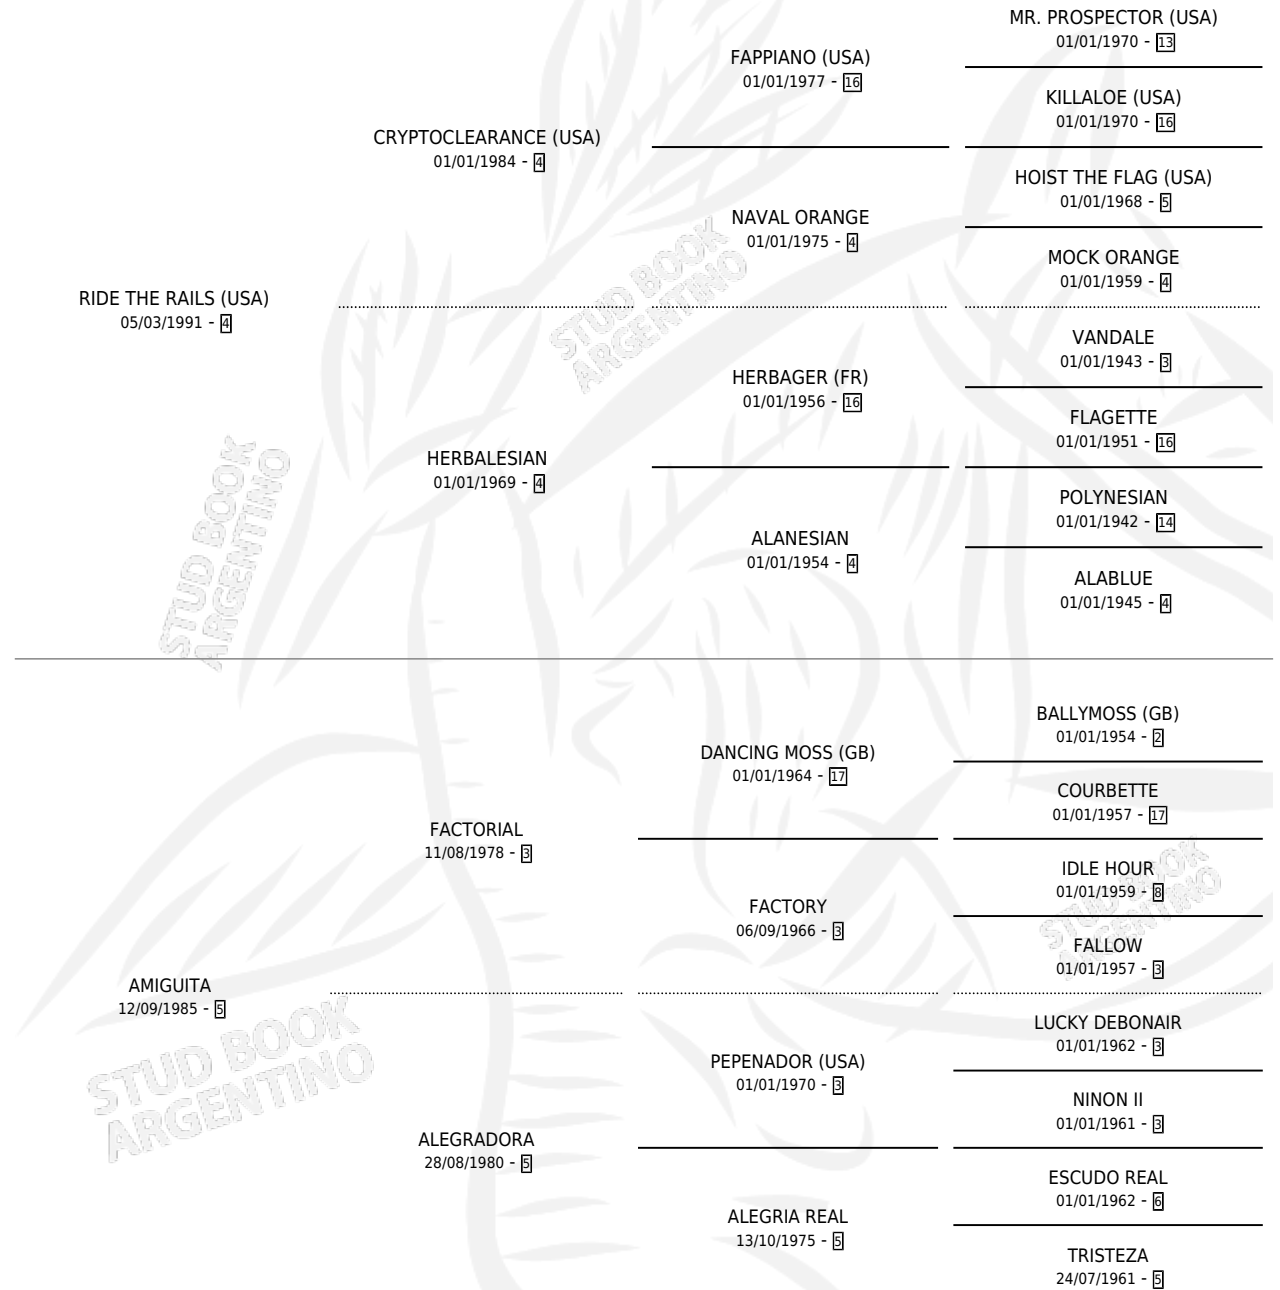 MR. PROSPECTOR (USA)
01/01/1970 - 13
FAPPIANO (USA)
01/01/1977 - 16
KILLALOE (USA)
01/01/1970 - 16
CRYPTOCLEARANCE (USA)
01/01/1984 - 4
HOIST THE FLAG (USA)
01/01/1968 - 5
NAVAL ORANGE
01/01/1975 - 4
MOCK ORANGE
01/01/1959 - 4
RIDE THE RAILS (USA)
05/03/1991 - 4
VANDALE
01/01/1943 - 3
HERBAGER (FR)
01/01/1956 - 16
FLAGETTE
01/01/1951 - 16
HERBALESIAN
01/01/1969 - 4
POLYNESIAN
01/01/1942 - 14
ALANESIAN
01/01/1954 - 4
ALABLUE
01/01/1945 - 4
BALLYMOSS (GB)
01/01/1954 - 2
DANCING MOSS (GB)
01/01/1964 - 17
COURBETTE
01/01/1957 - 17
FACTORIAL
11/08/1978 - 3
IDLE HOUR
01/01/1959 - 8
FACTORY
06/09/1966 - 3
FALLOW
01/01/1957 - 3
AMIGUITA
12/09/1985 - 5
LUCKY DEBONAIR
01/01/1962 - 3
PEPENADOR (USA)
01/01/1970 - 3
NINON II
01/01/1961 - 3
ALEGRADORA
28/08/1980 - 5
ESCUDO REAL
01/01/1962 - 6
ALEGRIA REAL
13/10/1975 - 5
TRISTEZA
24/07/1961 - 5
STUD BOOK
ARGENTINO
STUD BOOK
ARGENTINO
STUD BOOK
ARGENTINO
STUD BOOK
ARGENTINO